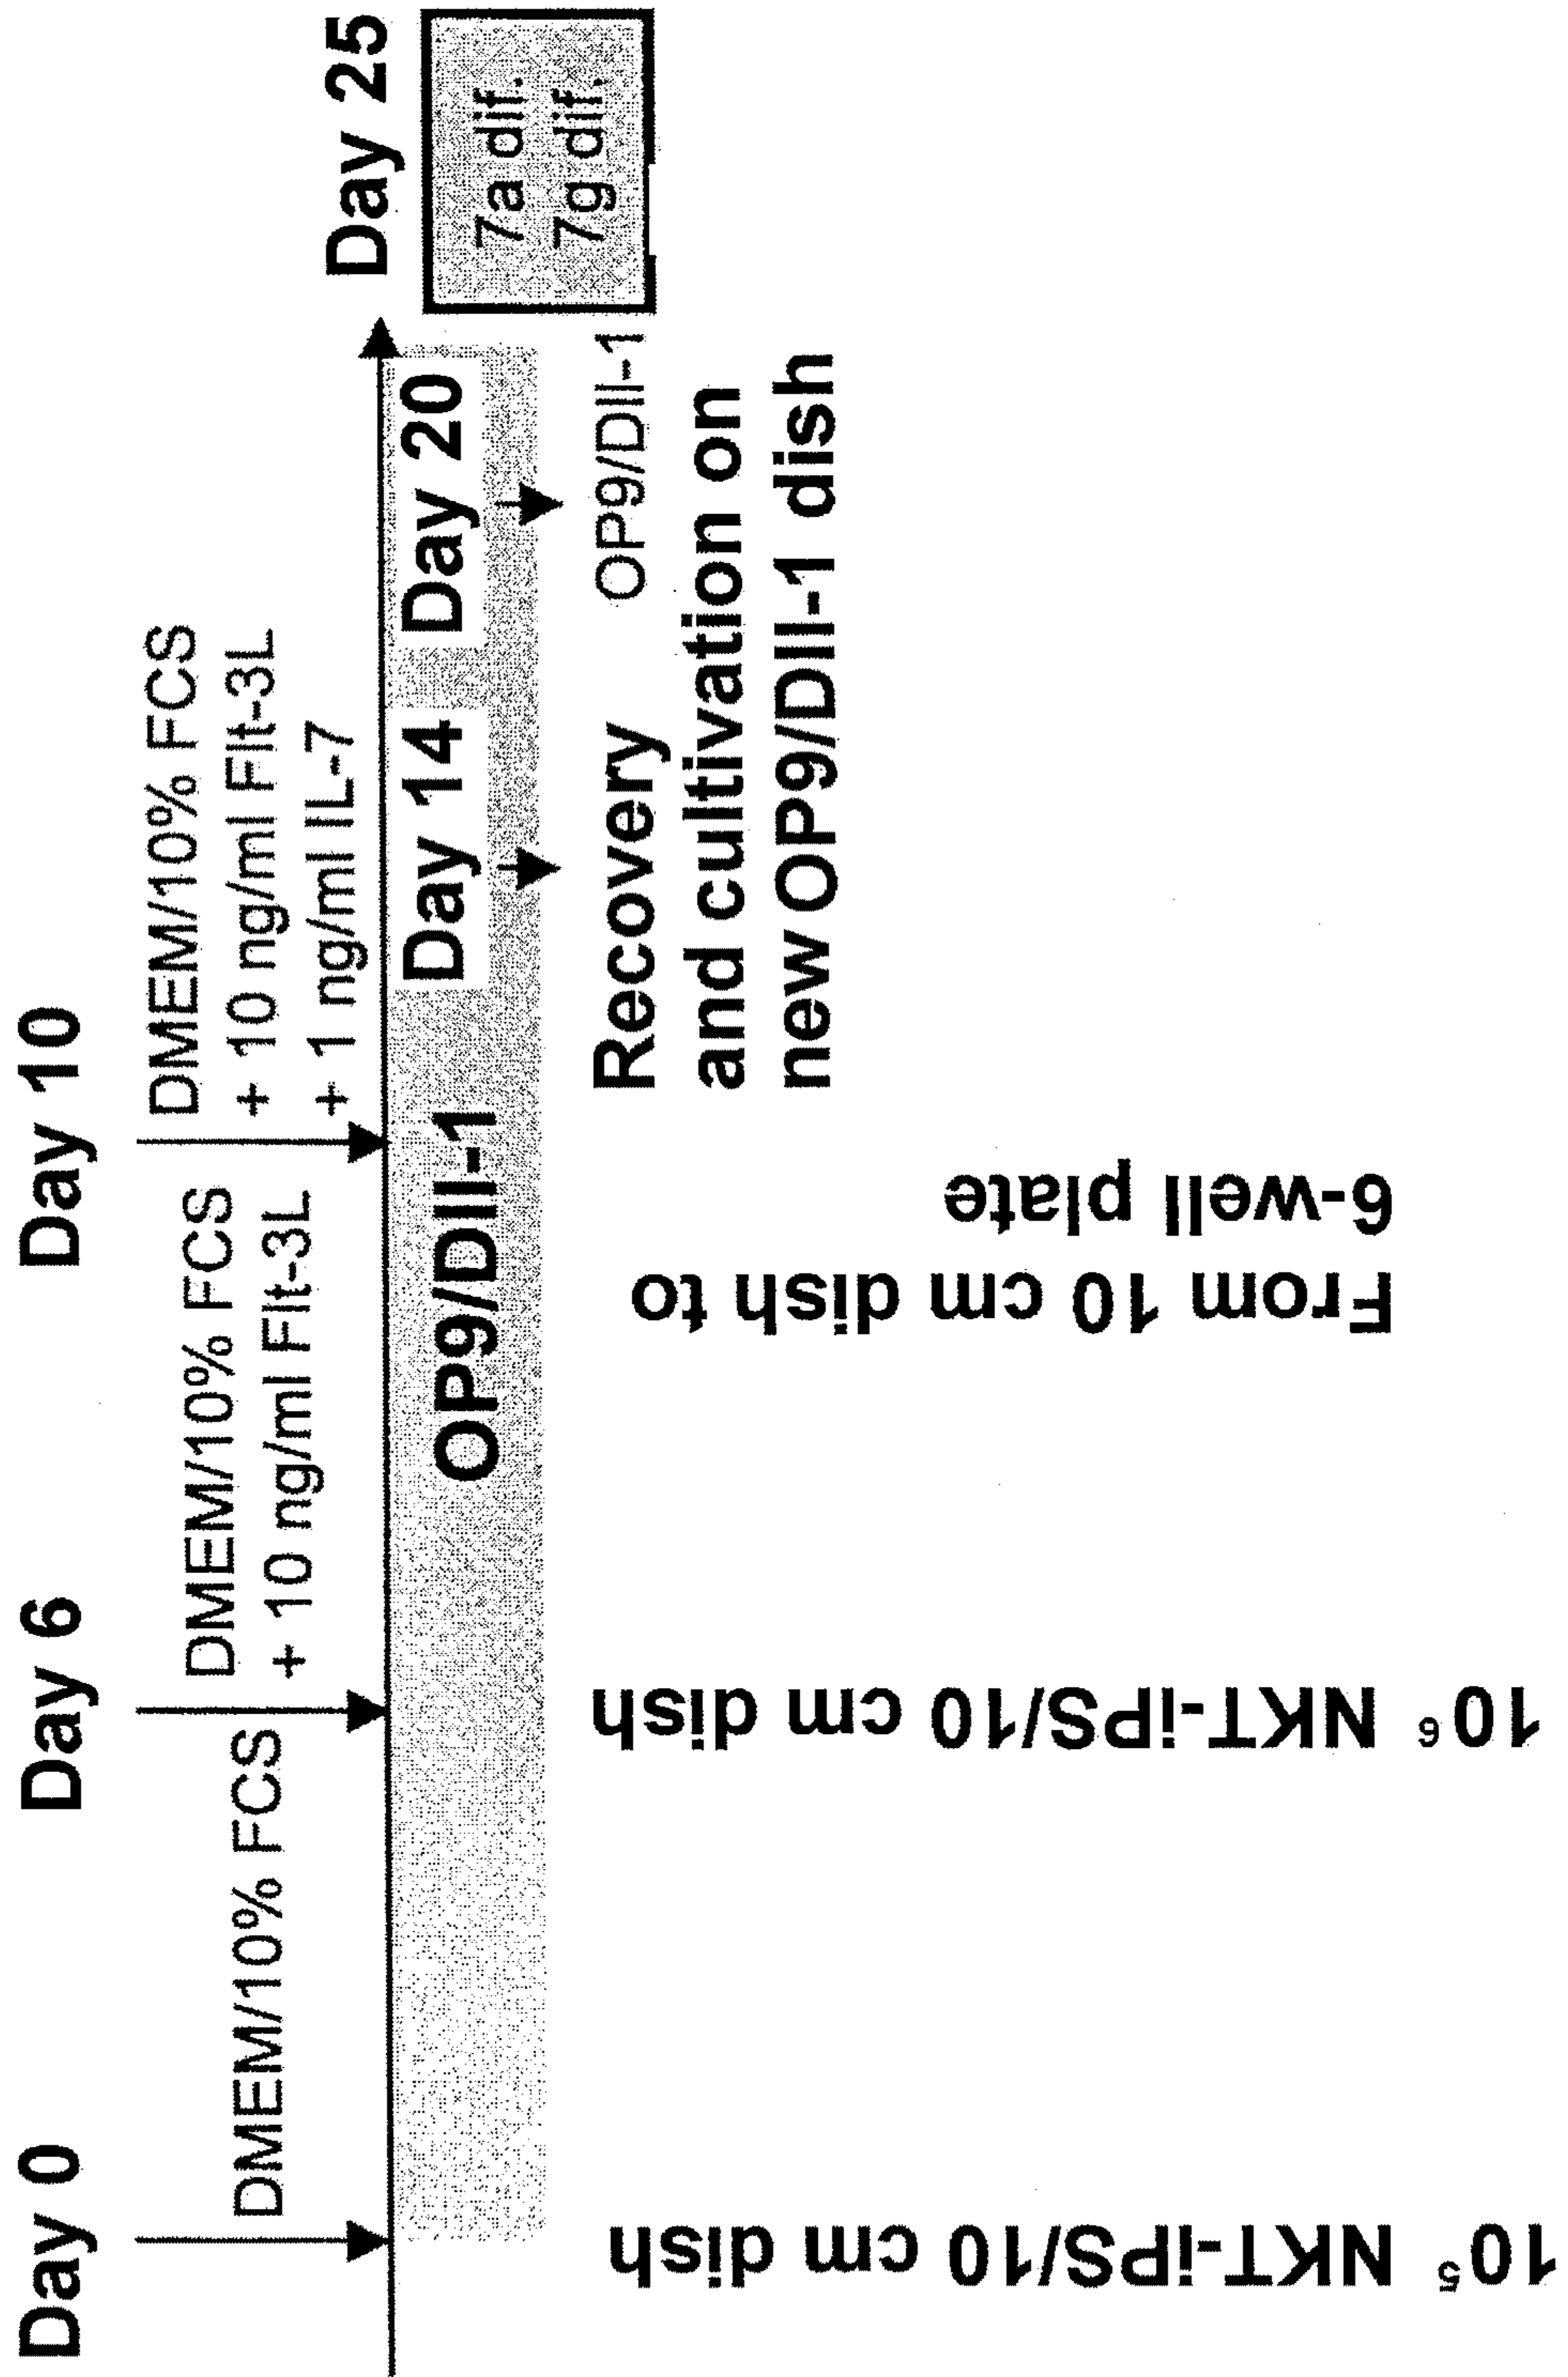 Day 0
Day 6
Day 10
DMEM/10% FCS
DMEM/10% FCS
+ 10 ng/ml Flt-3L
DMEM/10% FCS
+ 10 ng/ml Flt-3L
+ 1 ng/ml IL-7
Day 25
OP9/Dll-1
Day 14
Day 20
7a dif.
7g dif.
10⁵ NKT-iPS/10 cm dish
10⁶ NKT-iPS/10 cm dish
From 10 cm dish to
6-well plate
Recovery
and cultivation on
new OP9/Dll-1 dish
OP9/Dll-1